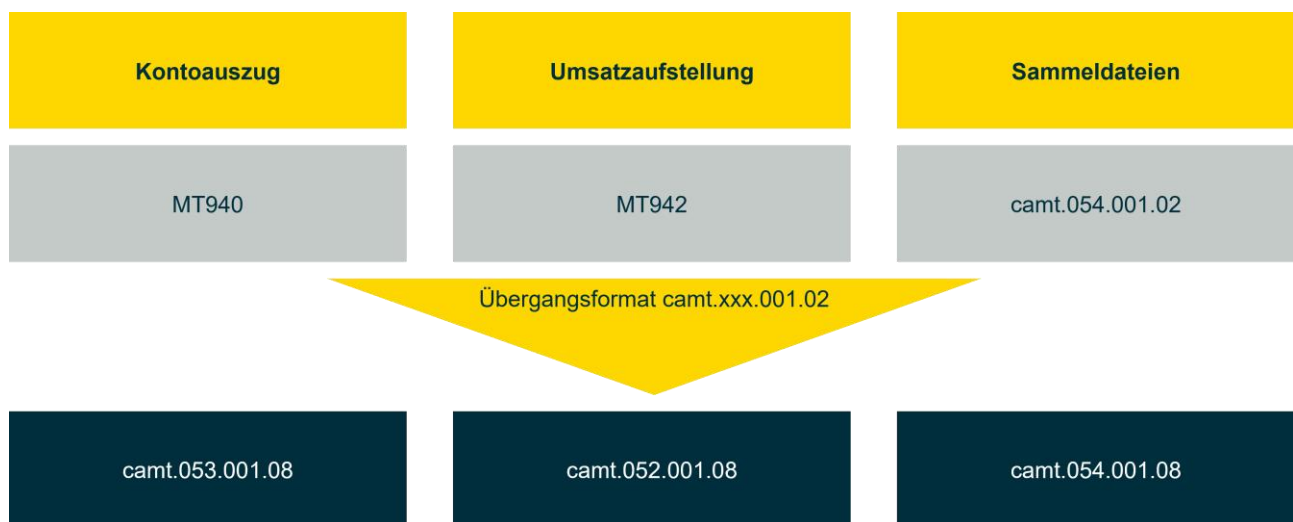 Kontoauszug
Umsatzaufstellung
Sammeldateien
MT940
MT942
camt.054.001.02
Übergangsformat camt.xxx.001.02
camt.053.001.08
camt.052.001.08
camt.054.001.08